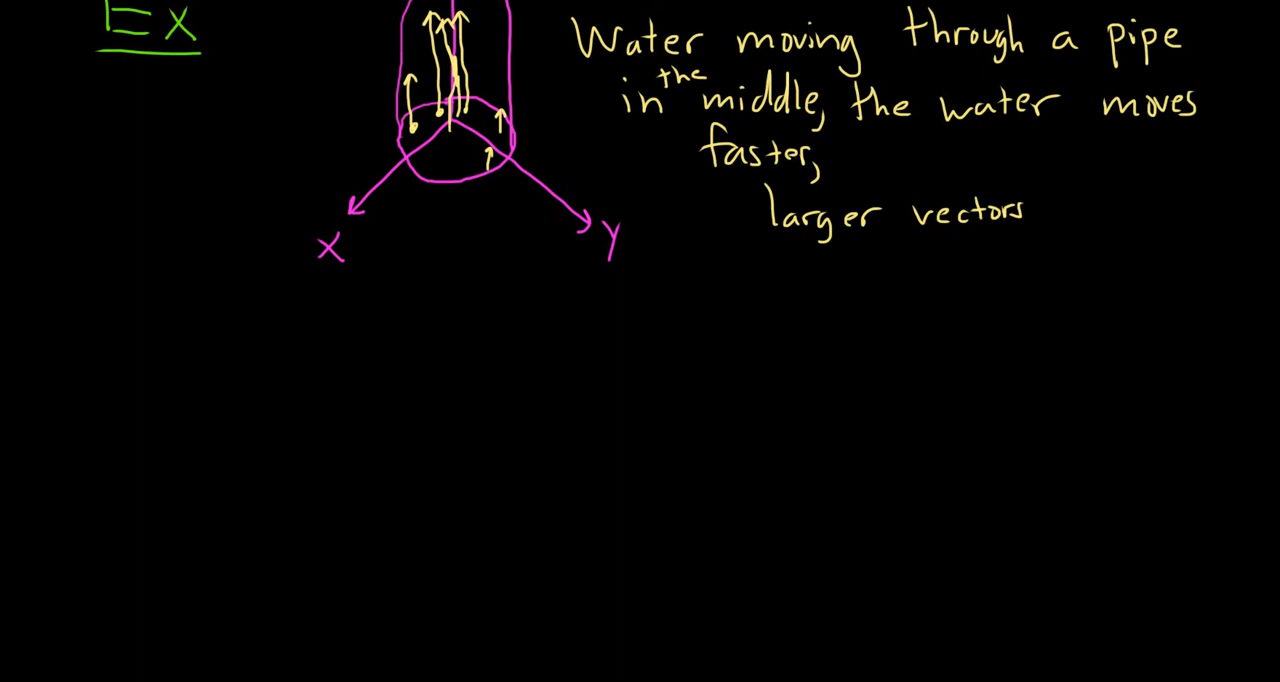 Ex
Water moving through a pipe
in the middle, the water moves
faster,
larger vectors
X
Y